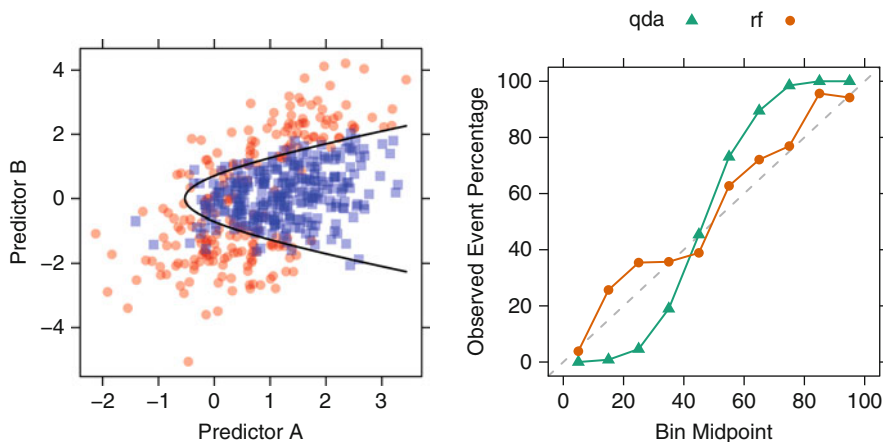 qda rf
4
2
0
−2
−4
Predictor B
−2 −1 0 1 2 3
Predictor A
100
80
60
40
20
0
Observed Event Percentage
0 20 40 60 80 100
Bin Midpoint